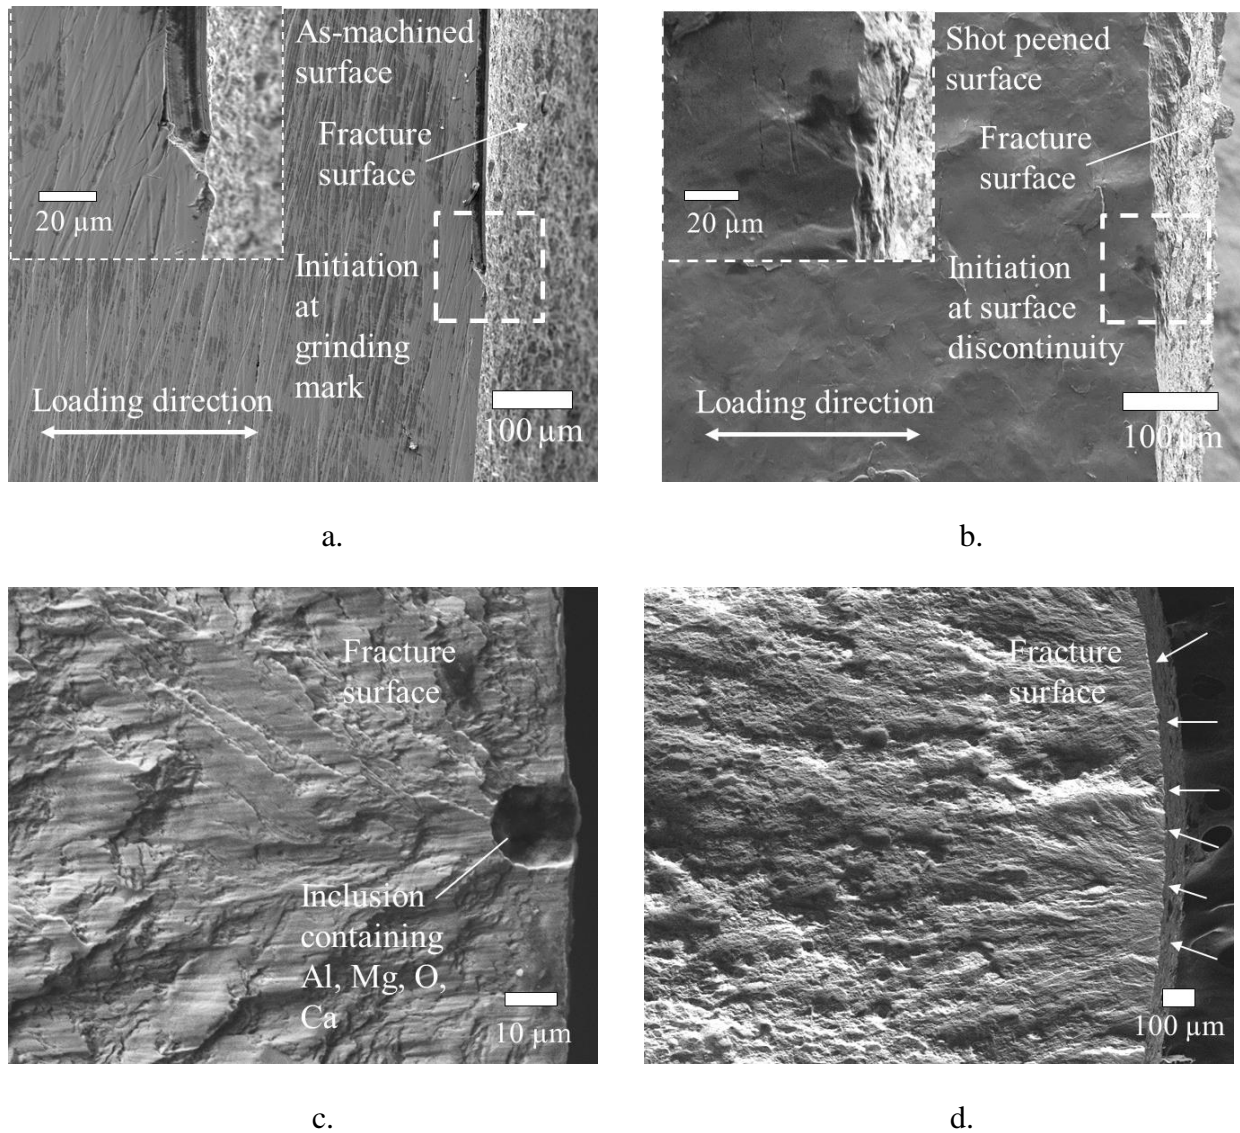 As-machined
surface
Fracture
surface
20 µm
Initiation
at
grinding
mark
Loading direction
100 µm
a.
Shot peened
surface
Fracture
surface
20 µm
Initiation
at surface
discontinuity
Loading direction
100 µm
b.
Fracture
surface
Inclusion
containing
Al, Mg, O,
Ca
10 µm
c.
Fracture
surface
100 µm
d.